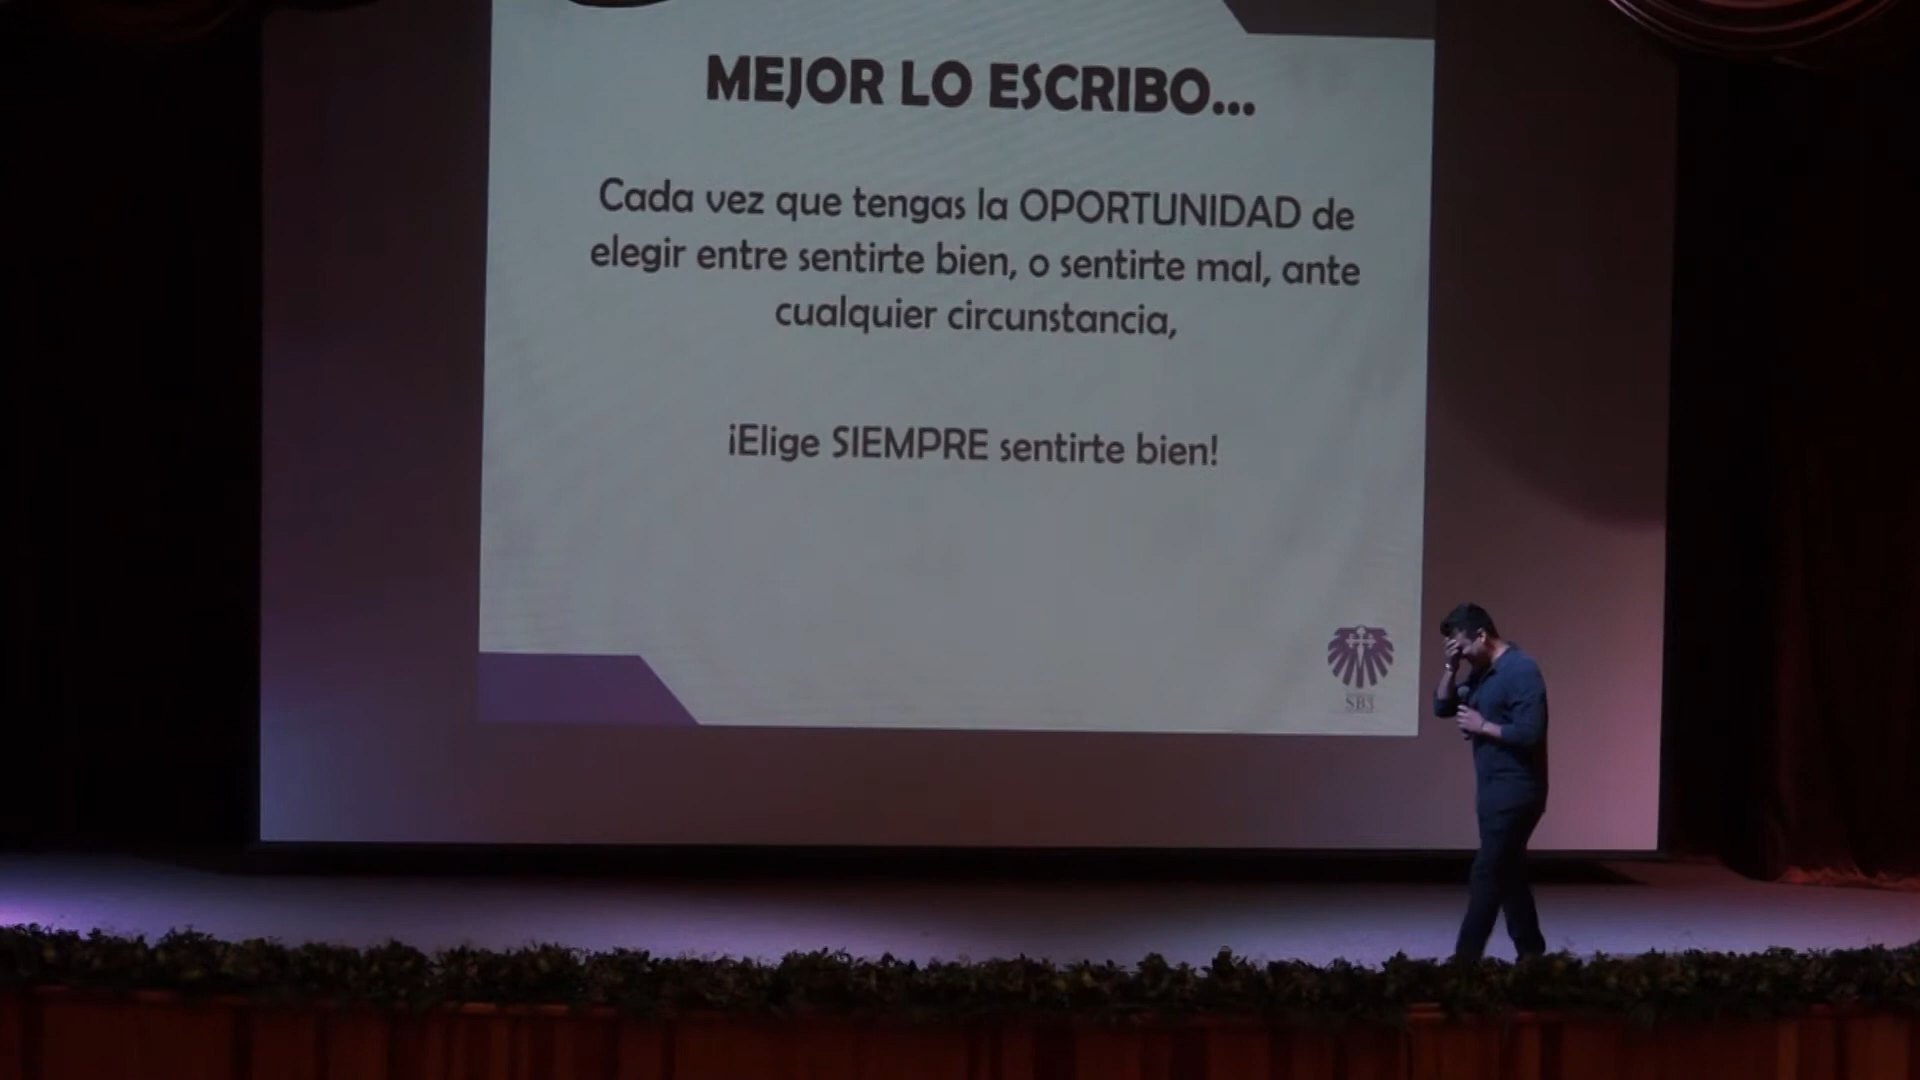 MEJOR LO ESCRIBO...
Cada vez que tengas la OPORTUNIDAD de
elegir entre sentirte bien, o sentirte mal, ante
cualquier circunstancia,
¡Elige SIEMPRE sentirte bien!
SB3